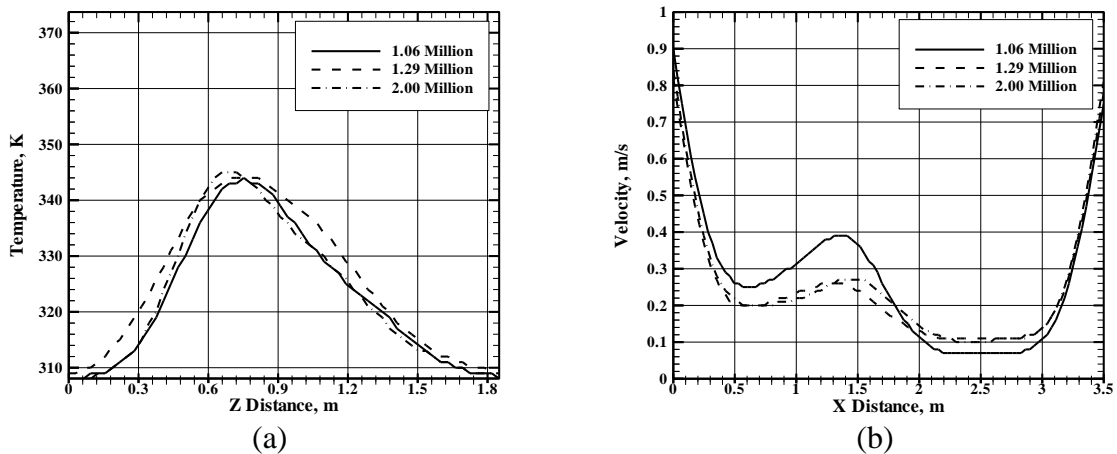 370
360
350
340
330
320
310
0
0.3
0.6
0.9
1.2
1.5
1.8
Temperature, K
Z Distance, m
1.06 Million
1.29 Million
2.00 Million
(a)
1
0.9
0.8
0.7
0.6
0.5
0.4
0.3
0.2
0.1
0
0
0.5
1
1.5
2
2.5
3
3.5
Velocity, m/s
X Distance, m
1.06 Million
1.29 Million
2.00 Million
(b)